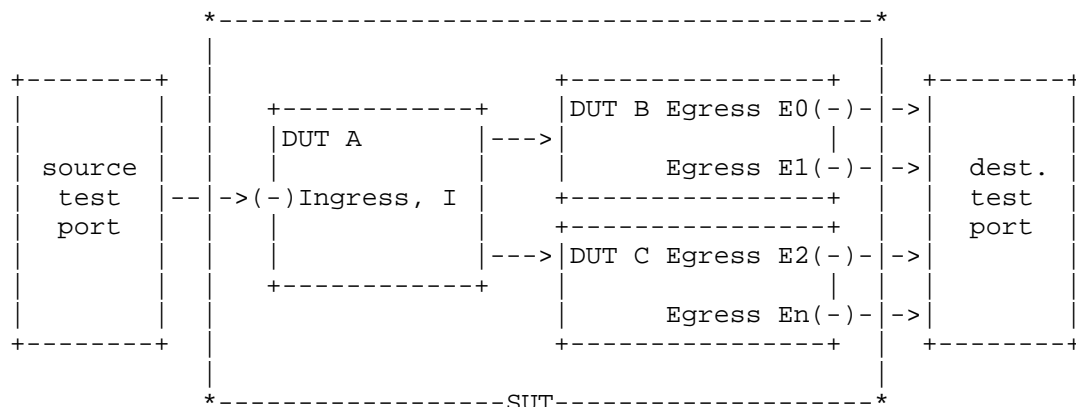 *----------------------------------------*
|                                        |
+--------+  |                     +----------------+  |  +--------+
|        |  |   +------------+    |DUT B Egress E0(-)-|->|        |
|        |  |   |DUT A       |--->|                |  |  |        |
| source |  |   |            |    |      Egress E1(-)-|->| dest.  |
|  test  |--|->(-)Ingress, I |    +----------------+  |  |  test  |
|  port  |  |   |            |    +----------------+  |  |  port  |
|        |  |   |            |--->|DUT C Egress E2(-)-|->|        |
|        |  |   +------------+    |                |  |  |        |
|        |  |                     |      Egress En(-)-|->|        |
+--------+  |                     +----------------+  |  +--------+
|                                        |
*------------------SUT-------------------*